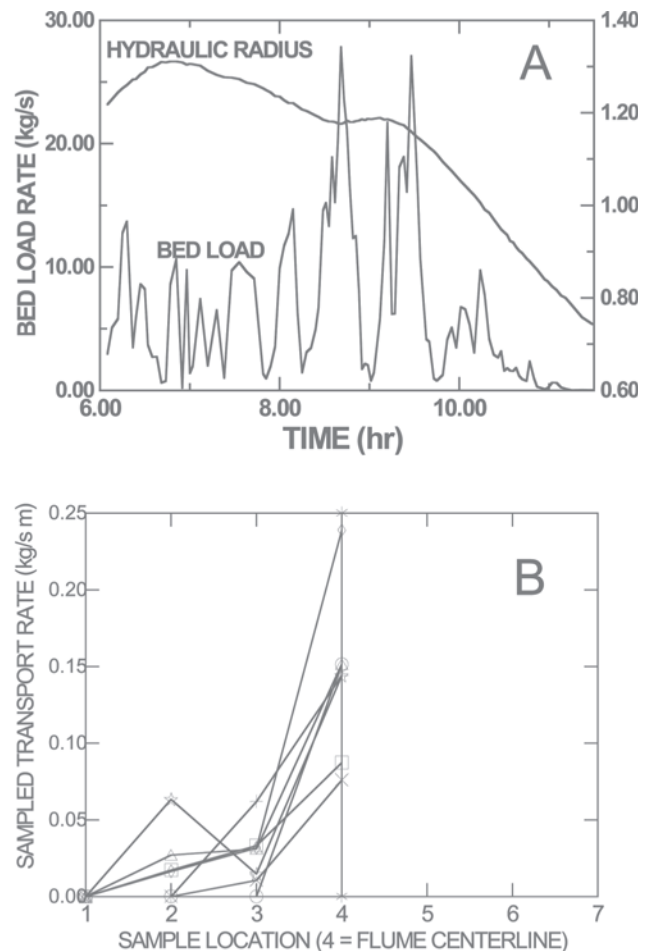 30.00
20.00
10.00
0.00
BED LOAD RATE (kg/s)
HYDRAULIC RADIUS
BED LOAD
A
1.40
1.20
1.00
0.80
0.60
6.00 8.00 10.00
TIME (hr)
0.25
0.20
0.15
0.10
0.05
0.00
SAMPLED TRANSPORT RATE (kg/s m)
B
1 2 3 4 5 6 7
SAMPLE LOCATION (4 = FLUME CENTERLINE)